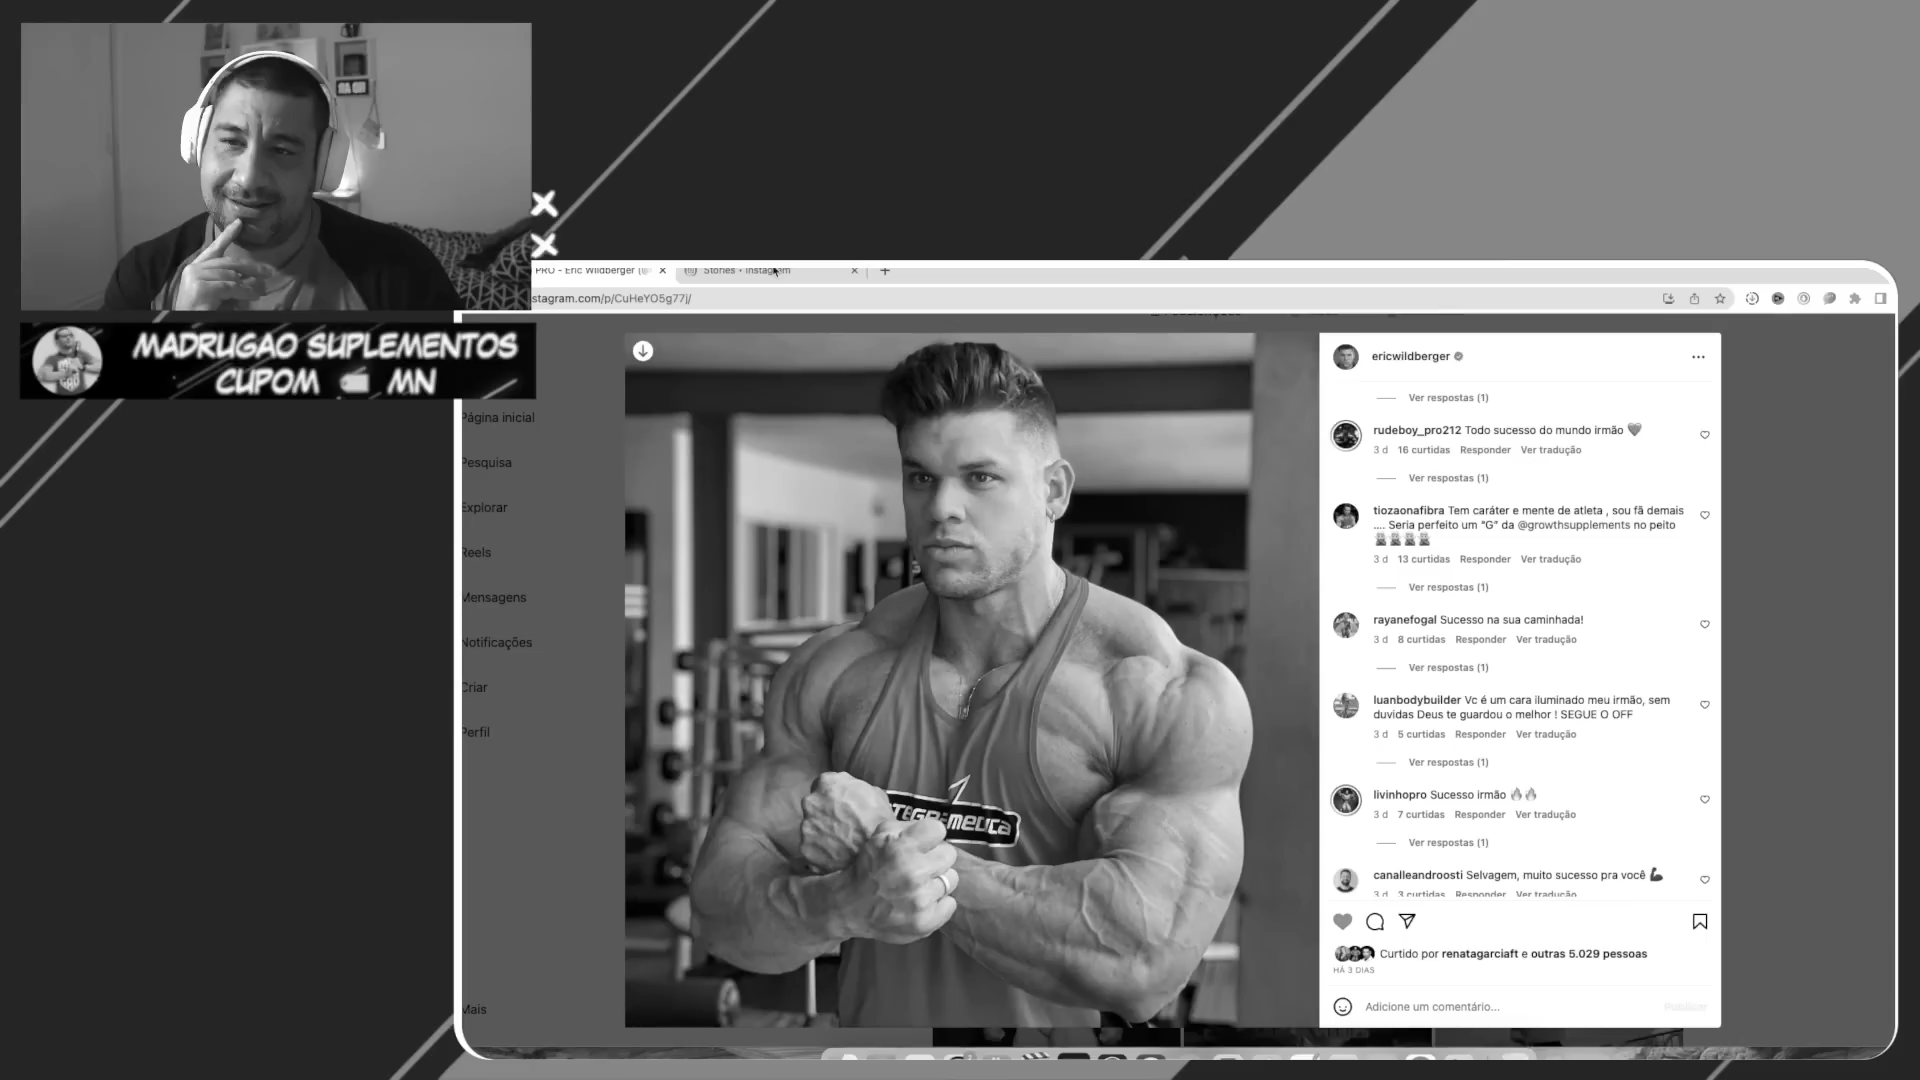 MADRUGAO SUPLEMENTOS
CUPOM MN
PRO - Eric Wildberger (
Stories • Instagram
stagram.com/p/CuHeYO5g77j/
Página inicial
Pesquisa
Explorar
Reels
Mensagens
Notificações
Criar
Perfil
Mais
ericwildberger
Ver respostas (1)
rudeboy_pro212 Todo sucesso do mundo irmão 🖤
3 d 16 curtidas Responder Ver tradução
Ver respostas (1)
tiozaonafibra Tem caráter e mente de atleta , sou fã demais
.... Seria perfeito um “G” da @growthsupplements no peito
3 d 13 curtidas Responder Ver tradução
Ver respostas (1)
rayanefogal Sucesso na sua caminhada!
3 d 8 curtidas Responder Ver tradução
Ver respostas (1)
luanbodybuilder Vc é um cara iluminado meu irmão, sem
duvidas Deus te guardou o melhor ! SEGUE O OFF
3 d 5 curtidas Responder Ver tradução
Ver respostas (1)
livinhopro Sucesso irmão 🔥🔥
3 d 7 curtidas Responder Ver tradução
Ver respostas (1)
canalleandroosti Selvagem, muito sucesso pra você 💪
3 d 3 curtidas Responder Ver tradução
Curtido por renatagarciaft e outras 5.029 pessoas
HÁ 3 DIAS
Adicione um comentário...
Publicar